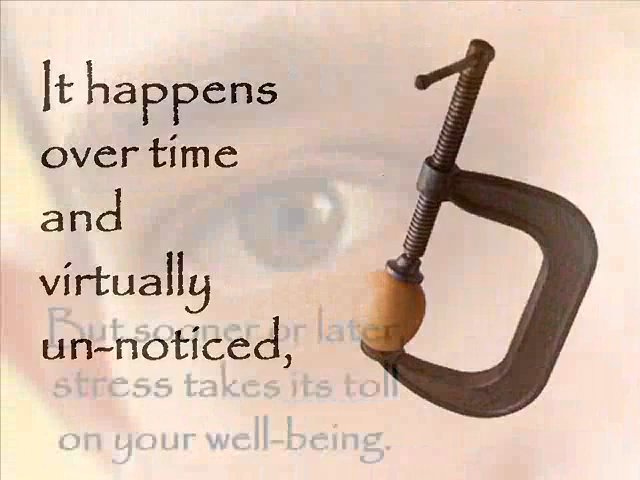 It happens
over time
and
virtually
un-noticed,
But sooner or later
stress takes its toll
on your well-being.